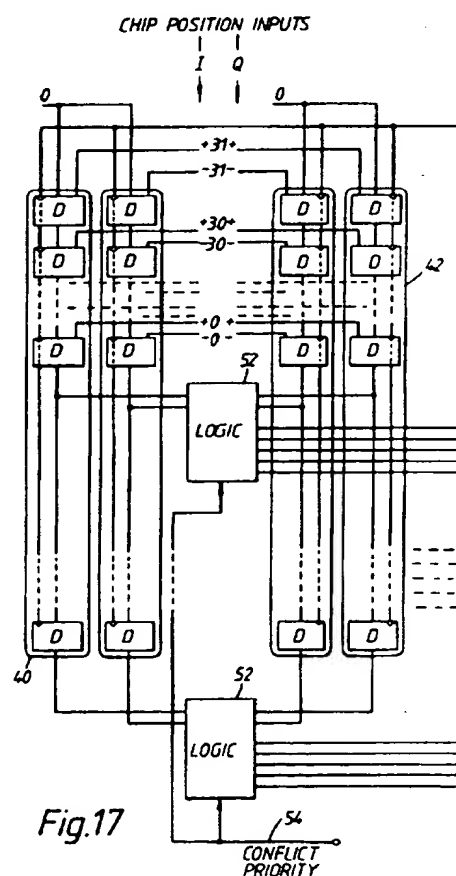 CHIP POSITION INPUTS
I Q
0 0
+31+
-31-
D D D D
+30+
-30-
D D D D
42
+0+
-0-
D D D D
52
LOGIC
D D D D
40
52
LOGIC
Fig.17
54
CONFLICT
PRIORITY